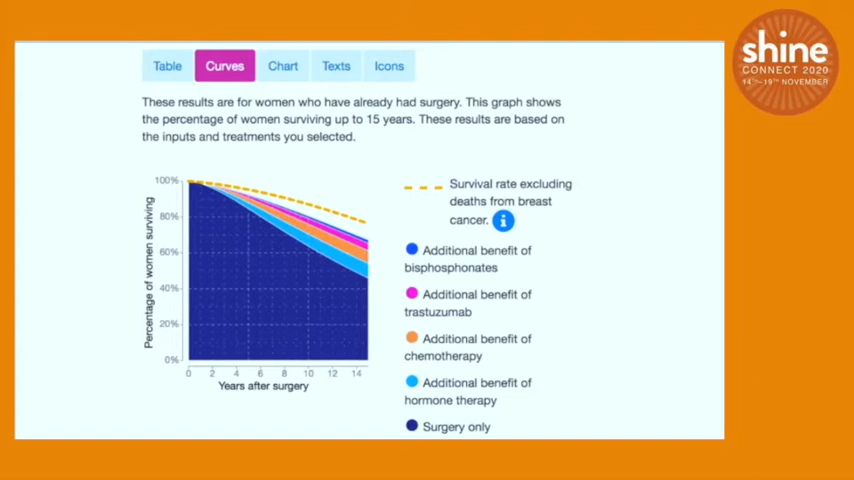 shine
CONNECT 2020
14TH-19TH NOVEMBER
Table
Curves
Chart
Texts
Icons
These results are for women who have already had surgery. This graph shows
the percentage of women surviving up to 15 years. These results are based on
the inputs and treatments you selected.
Percentage of women surviving
100%
80%
60%
40%
20%
0%
0 2 4 6 8 10 12 14
Years after surgery
Survival rate excluding
deaths from breast
cancer. i
Additional benefit of
bisphosphonates
Additional benefit of
trastuzumab
Additional benefit of
chemotherapy
Additional benefit of
hormone therapy
Surgery only